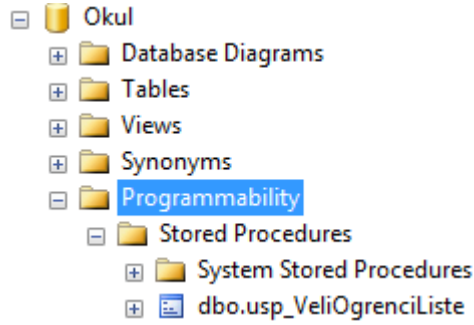 Okul
Database Diagrams
Tables
Views
Synonyms
Programmability
Stored Procedures
System Stored Procedures
dbo.usp_VeliOgrenciListe